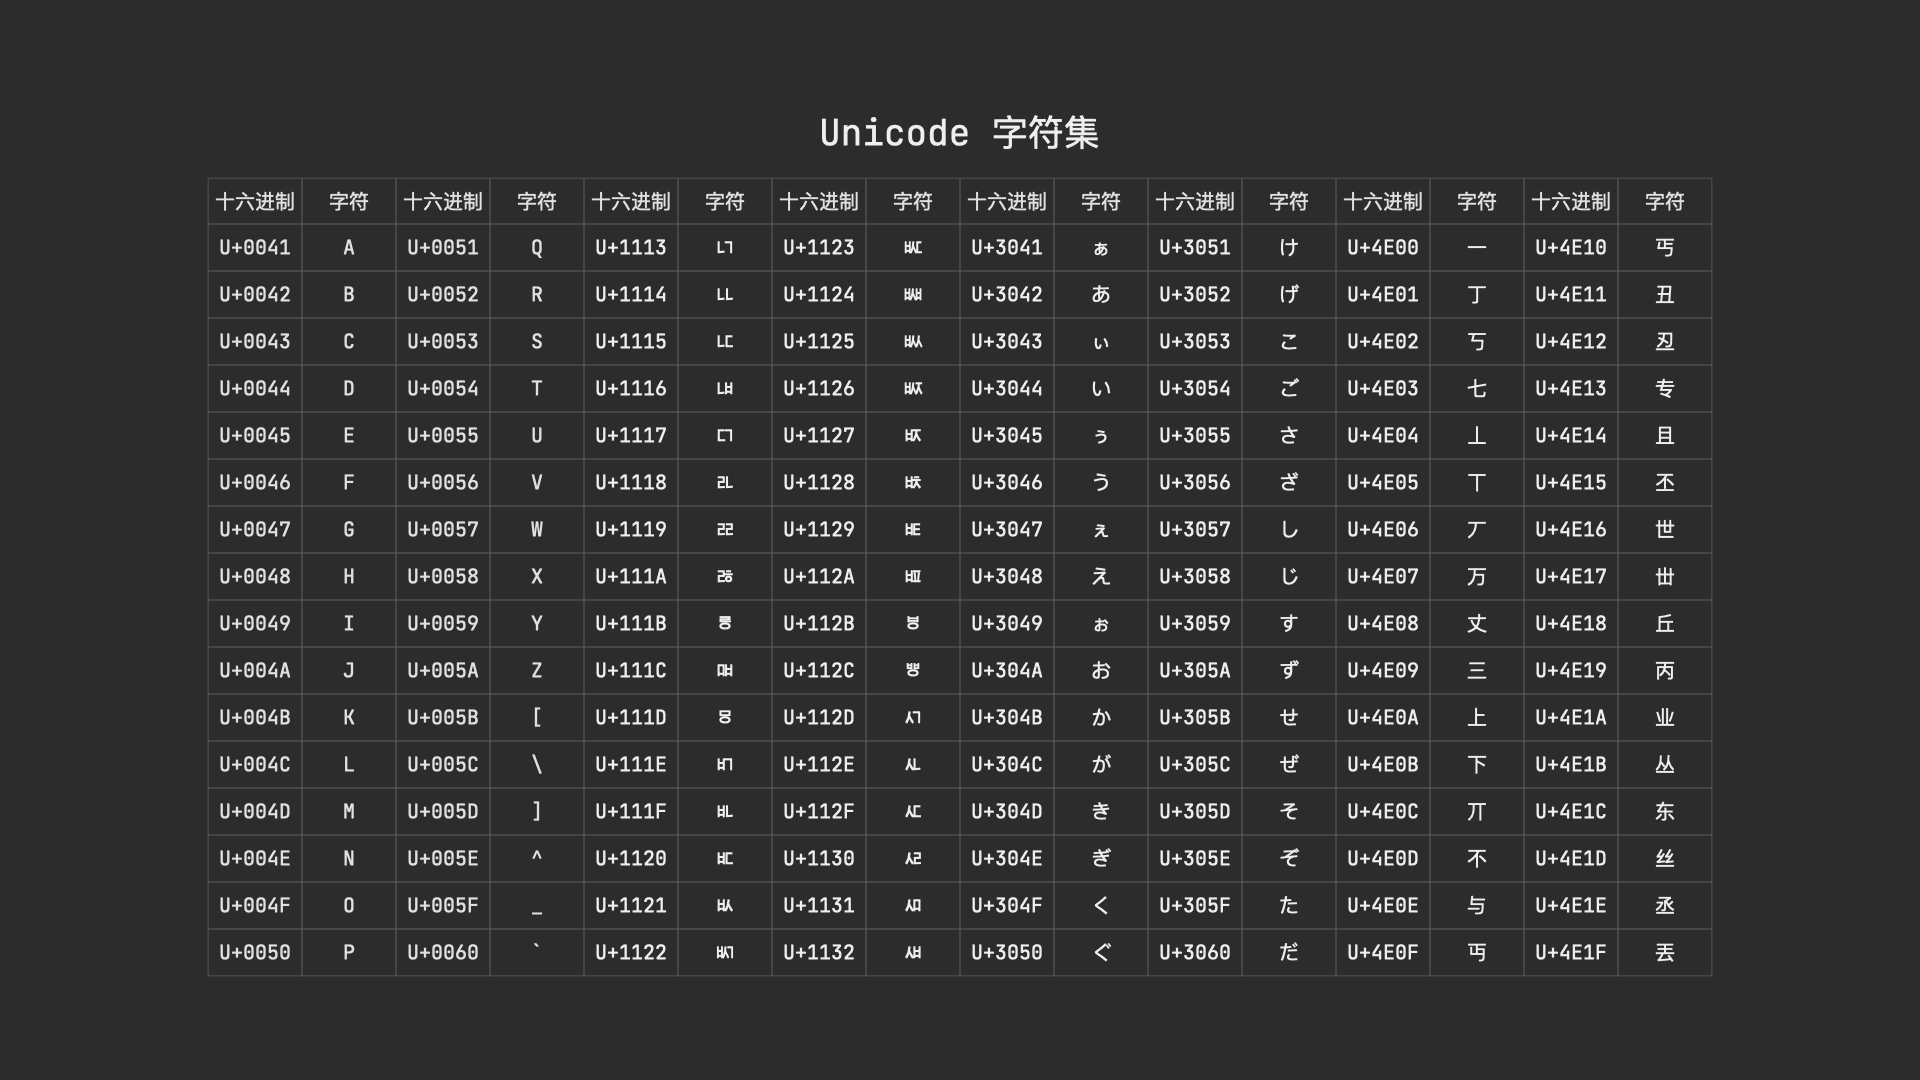 Unicode 字符集
十六进制 字符 十六进制 字符 十六进制 字符 十六进制 字符 十六进制 字符 十六进制 字符 十六进制 字符 十六进制 字符
U+0041 A U+0051 Q U+1113 ᄓ U+1123 ᄣ U+3041 ぁ U+3051 け U+4E00 一 U+4E10 丐
U+0042 B U+0052 R U+1114 ᄔ U+1124 ᄤ U+3042 あ U+3052 げ U+4E01 丁 U+4E11 丑
U+0043 C U+0053 S U+1115 ᄕ U+1125 ᄥ U+3043 ぃ U+3053 こ U+4E02 丂 U+4E12 丒
U+0044 D U+0054 T U+1116 ᄖ U+1126 ᄦ U+3044 い U+3054 ご U+4E03 七 U+4E13 专
U+0045 E U+0055 U U+1117 ᄗ U+1127 ᄧ U+3045 ぅ U+3055 さ U+4E04 丄 U+4E14 且
U+0046 F U+0056 V U+1118 ᄘ U+1128 ᄨ U+3046 う U+3056 ざ U+4E05 丅 U+4E15 丕
U+0047 G U+0057 W U+1119 ᄙ U+1129 ᄩ U+3047 ぇ U+3057 し U+4E06 丆 U+4E16 世
U+0048 H U+0058 X U+111A ᄚ U+112A ᄪ U+3048 え U+3058 じ U+4E07 万 U+4E17 丗
U+0049 I U+0059 Y U+111B ᄛ U+112B ᄫ U+3049 ぉ U+3059 す U+4E08 丈 U+4E18 丘
U+004A J U+005A Z U+111C ᄜ U+112C ᄬ U+304A お U+305A ず U+4E09 三 U+4E19 丙
U+004B K U+005B [ U+111D ᄝ U+112D ᄭ U+304B か U+305B せ U+4E0A 上 U+4E1A 业
U+004C L U+005C \ U+111E ᄞ U+112E ᄮ U+304C が U+305C ぜ U+4E0B 下 U+4E1B 丛
U+004D M U+005D ] U+111F ᄟ U+112F ᄯ U+304D き U+305D そ U+4E0C 丌 U+4E1C 东
U+004E N U+005E ^ U+1120 ᄠ U+1130 ᄰ U+304E ぎ U+305E ぞ U+4E0D 不 U+4E1D 丝
U+004F O U+005F _ U+1121 ᄡ U+1131 ᄱ U+304F く U+305F た U+4E0E 与 U+4E1E 丞
U+0050 P U+0060 ` U+1122 ᄢ U+1132 ᄲ U+3050 ぐ U+3060 だ U+4E0F 丏 U+4E1F 丟